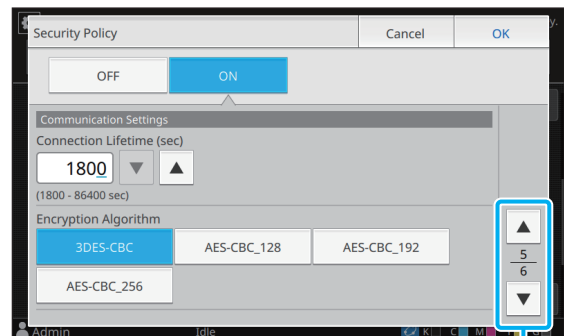 Security Policy Cancel OK
OFF ON
Communication Settings
Connection Lifetime (sec)
1800
(1800 - 86400 sec)
Encryption Algorithm
3DES-CBC AES-CBC_128 AES-CBC_192
AES-CBC_256
5
6
Admin Idle K C M